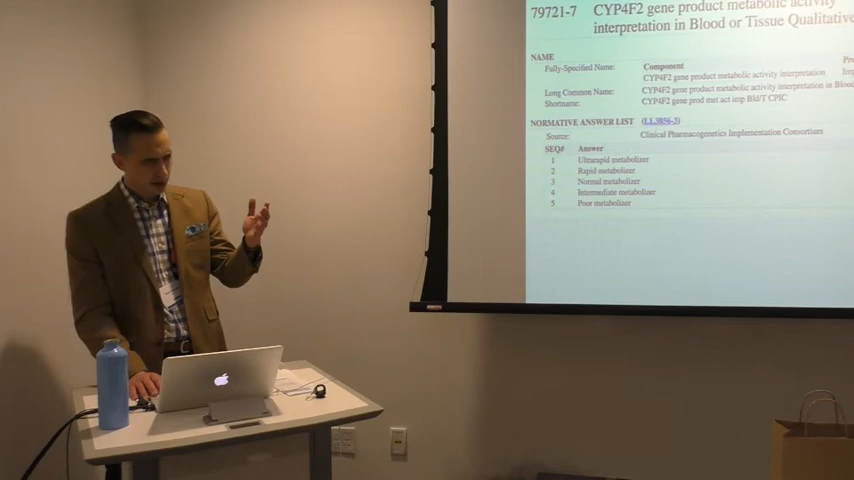 79721-7 CYP4F2 gene product metabolic activity
interpretation in Blood or Tissue Qualitative
NAME
Fully-Specified Name: Component
CYP4F2 gene product metabolic activity interpretation
Long Common Name: CYP4F2 gene product metabolic activity interpretation in Blood
Shortname: CYP4F2 gene prod met act imp Bld/T CPIC
NORMATIVE ANSWER LIST (LL3856-3)
Source: Clinical Pharmacogenetics Implementation Consortium
SEQ# Answer
1 Ultrarapid metabolizer
2 Rapid metabolizer
3 Normal metabolizer
4 Intermediate metabolizer
5 Poor metabolizer